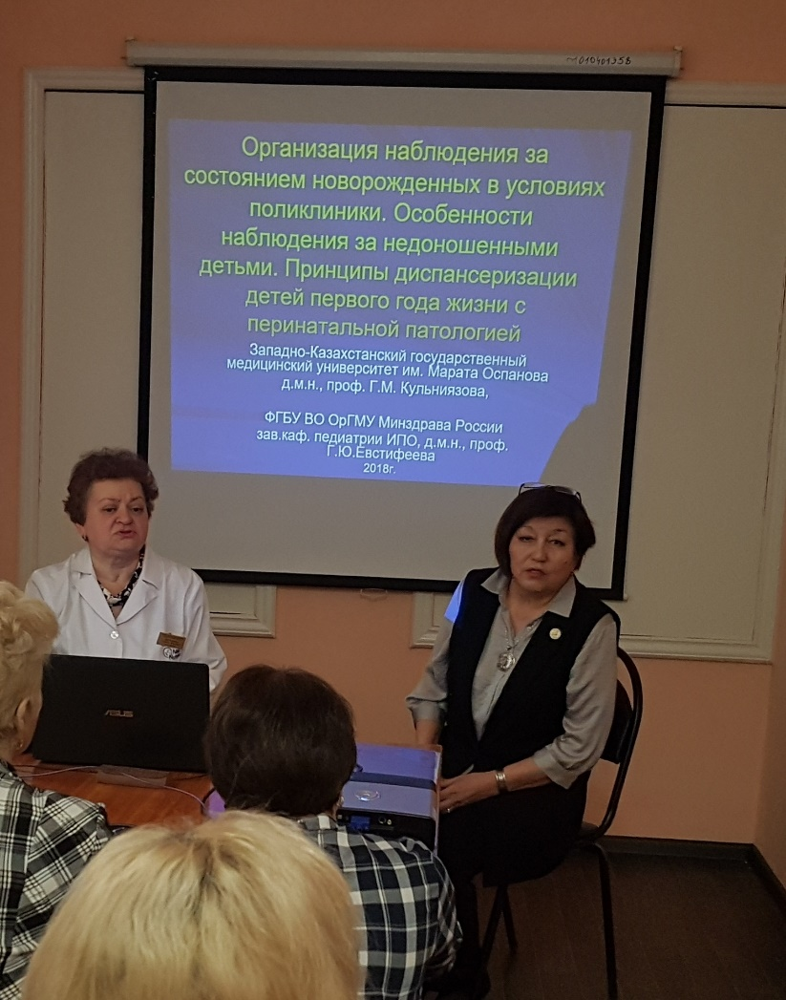 Организация наблюдения за
состоянием новорожденных в условиях
поликлиники. Особенности
наблюдения за недоношенными
детьми. Принципы диспансеризации
детей первого года жизни с
перинатальной патологией
Западно-Казахстанский государственный
медицинский университет им. Марата Оспанова
д.м.н., проф. Г.М. Кульниязова,
ФГБУ ВО ОрГМУ Минздрава России
зав.каф. педиатрии ИПО, д.м.н., проф.
Г.Ю.Евстифеева
2018г.
ASUS